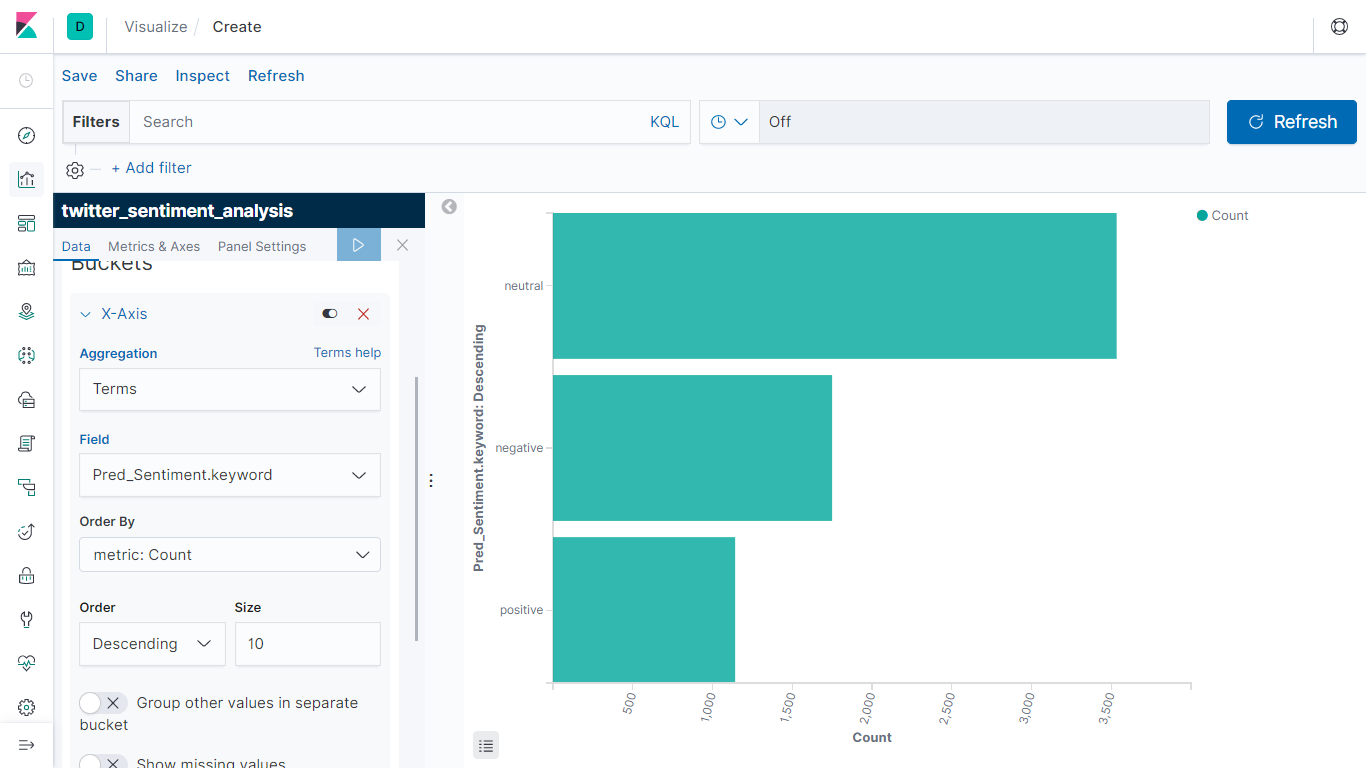 D
Visualize / Create
Save Share Inspect Refresh
Filters Search KQL Off Refresh
+ Add filter
twitter_sentiment_analysis
Data Metrics & Axes Panel Settings
Buckets
X-Axis
Aggregation Terms help
Terms
Field
Pred_Sentiment.keyword
Order By
metric: Count
Order Size
Descending 10
Group other values in separate
bucket
Show missing values
Pred_Sentiment.keyword: Descending
neutral
negative
positive
500 1,000 1,500 2,000 2,500 3,000 3,500
Count
Count